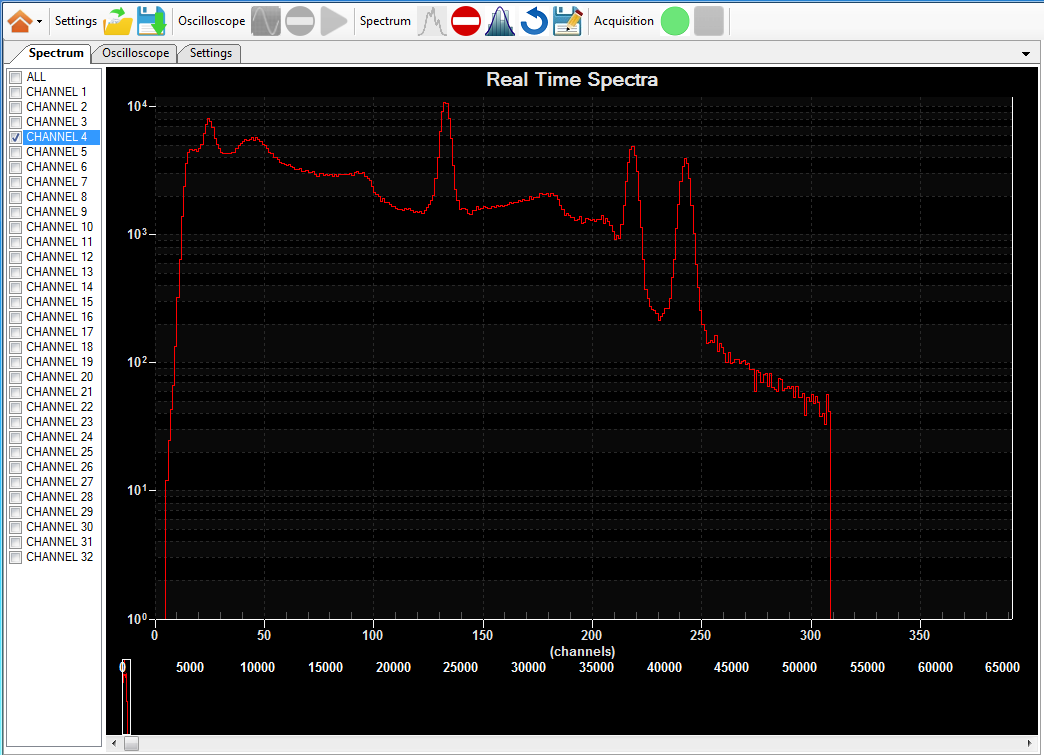 Settings Oscilloscope Spectrum Acquisition
Spectrum Oscilloscope Settings
ALL
CHANNEL 1
CHANNEL 2
CHANNEL 3
CHANNEL 4
CHANNEL 5
CHANNEL 6
CHANNEL 7
CHANNEL 8
CHANNEL 9
CHANNEL 10
CHANNEL 11
CHANNEL 12
CHANNEL 13
CHANNEL 14
CHANNEL 15
CHANNEL 16
CHANNEL 17
CHANNEL 18
CHANNEL 19
CHANNEL 20
CHANNEL 21
CHANNEL 22
CHANNEL 23
CHANNEL 24
CHANNEL 25
CHANNEL 26
CHANNEL 27
CHANNEL 28
CHANNEL 29
CHANNEL 30
CHANNEL 31
CHANNEL 32
Real Time Spectra
10⁴
10³
10²
10¹
10⁰
0 50 100 150 200 250 300 350
(channels)
0 5000 10000 15000 20000 25000 30000 35000 40000 45000 50000 55000 60000 65000